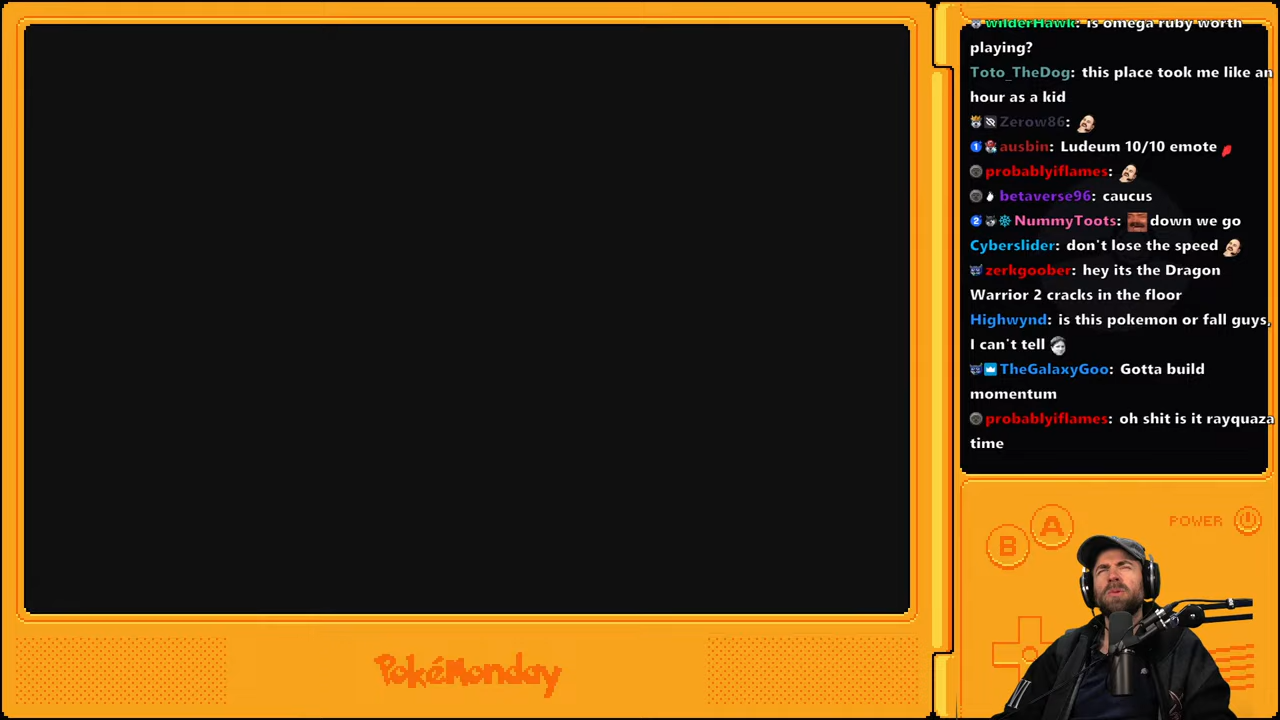 wilderHawk: is omega ruby worth
playing?
Toto_TheDog: this place took me like an
hour as a kid
Zerow86:
1 ausbin: Ludeum 10/10 emote
probablyiflames:
betaverse96: caucus
2 NummyToots: down we go
Cyberslider: don't lose the speed
zerkgoober: hey its the Dragon
Warrior 2 cracks in the floor
Highwynd: is this pokemon or fall guys,
I can't tell
TheGalaxyGoo: Gotta build
momentum
probablyiflames: oh shit is it rayquaza
time
POWER
A
B
PokéMonday